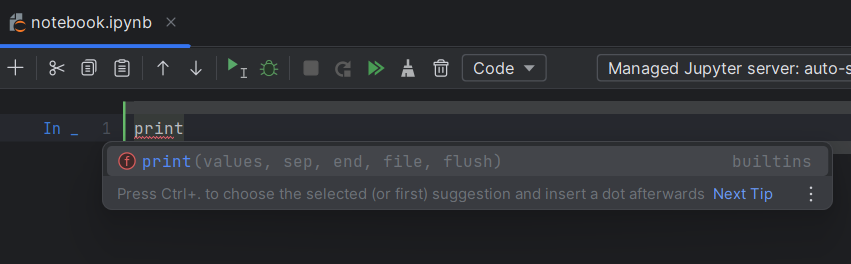 notebook.ipynb
Code Managed Jupyter server: auto-s
In _ 1 print
print(values, sep, end, file, flush) builtins
Press Ctrl+. to choose the selected (or first) suggestion and insert a dot afterwards Next Tip